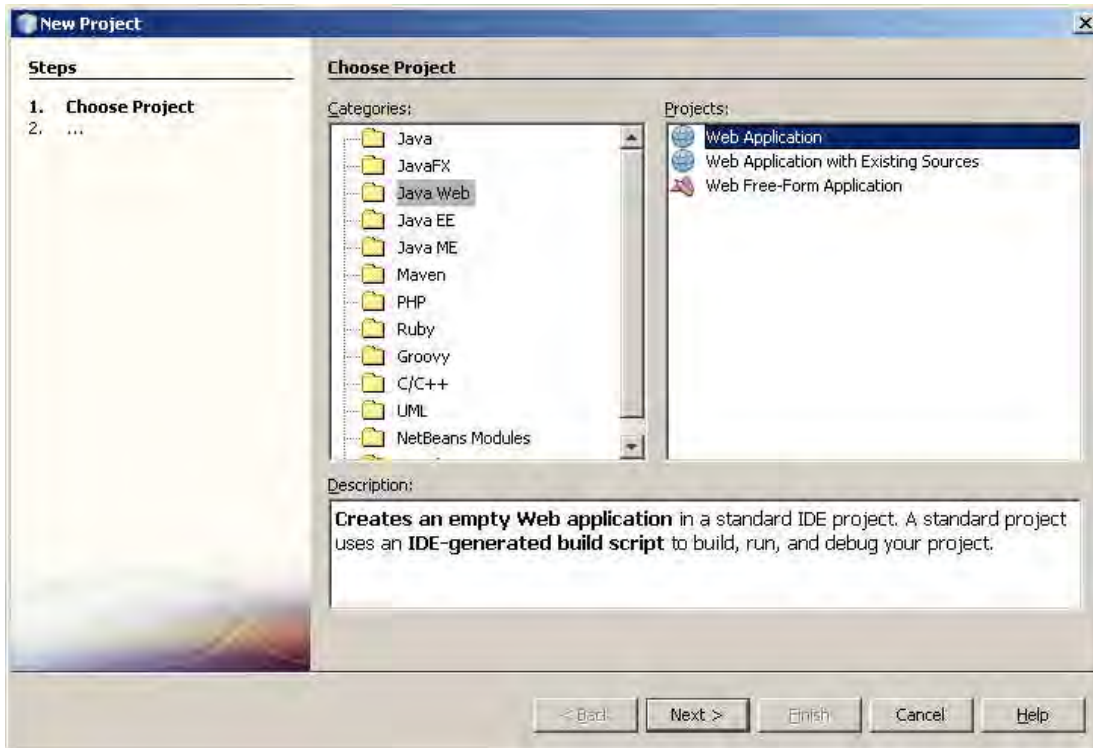 New Project
Steps
1. Choose Project
2. ...
Choose Project
Categories:
Java
JavaFX
Java Web
Java EE
Java ME
Maven
PHP
Ruby
Groovy
C/C++
UML
NetBeans Modules
Projects:
Web Application
Web Application with Existing Sources
Web Free-Form Application
Description:
Creates an empty Web application in a standard IDE project. A standard project
uses an IDE-generated build script to build, run, and debug your project.
< Back
Next >
Finish
Cancel
Help